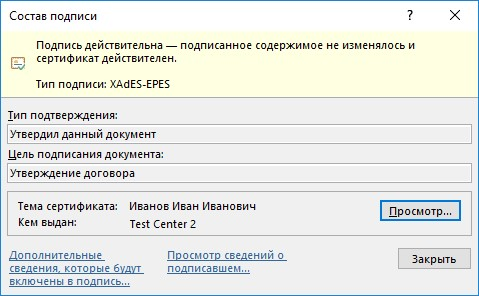 Состав подписи
Подпись действительна — подписанное содержимое не изменялось и
сертификат действителен.
Тип подписи: XAdES-EPES
Тип подтверждения:
Утвердил данный документ
Цель подписания документа:
Утверждение договора
Тема сертификата: Иванов Иван Иванович
Кем выдан: Test Center 2
Просмотр...
Дополнительные
сведения, которые будут
включены в подпись...
Просмотр сведений о
подписавшем...
Закрыть